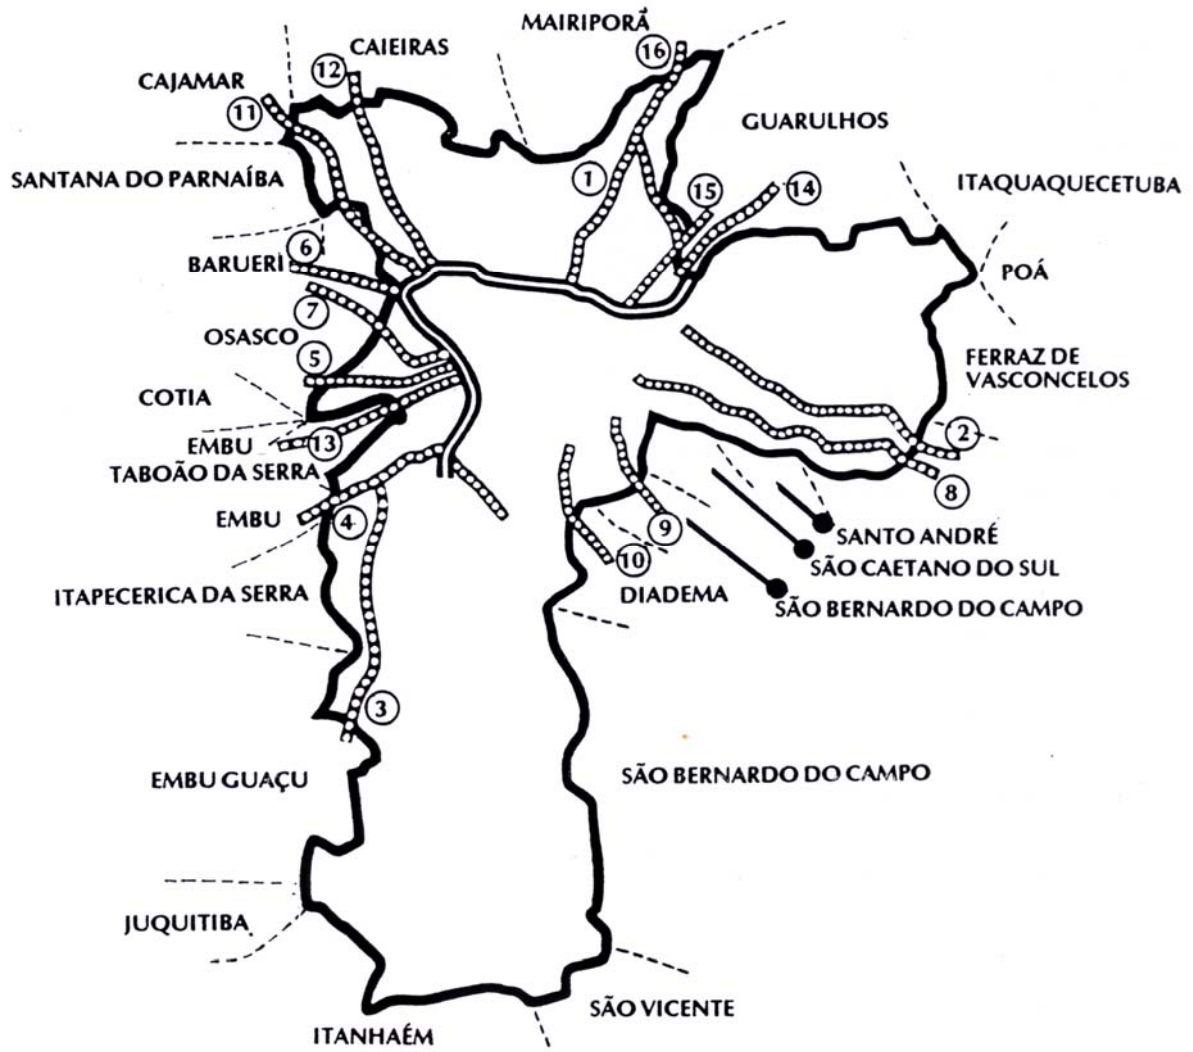 MAIRIPORÃ
16
CAIEIRAS
12
CAJAMAR
11
GUARULHOS
SANTANA DO PARNAÍBA
1
15
14
ITAQUAQUECETUBA
6
BARUERI
POÁ
7
OSASCO
5
FERRAZ DE
VASCONCELOS
COTIA
EMBU
13
2
TABOÃO DA SERRA
8
EMBU
4
9
SANTO ANDRÉ
10
SÃO CAETANO DO SUL
ITAPECERICA DA SERRA
DIADEMA
SÃO BERNARDO DO CAMPO
3
EMBU GUAÇU
SÃO BERNARDO DO CAMPO
JUQUITIBA
SÃO VICENTE
ITANHAÉM